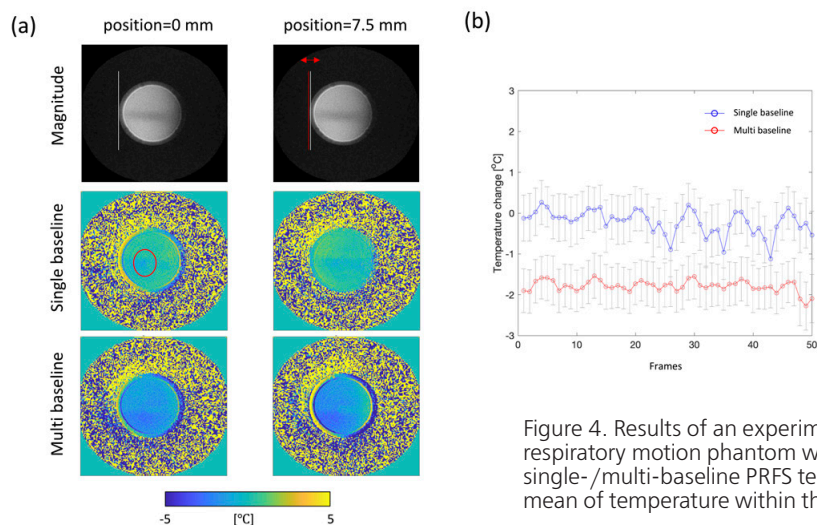 (a)
position=0 mm
position=7.5 mm
Magnitude
Single baseline
Multi baseline
-5
[°C]
5
(b)
Temperature change [°C]
3
2
1
0
-1
-2
-3
Single baseline
Multi baseline
0
10
20
30
40
50
Frames
Figure 4. Results of an experim
respiratory motion phantom w
single-/multi-baseline PRFS te
mean of temperature within th